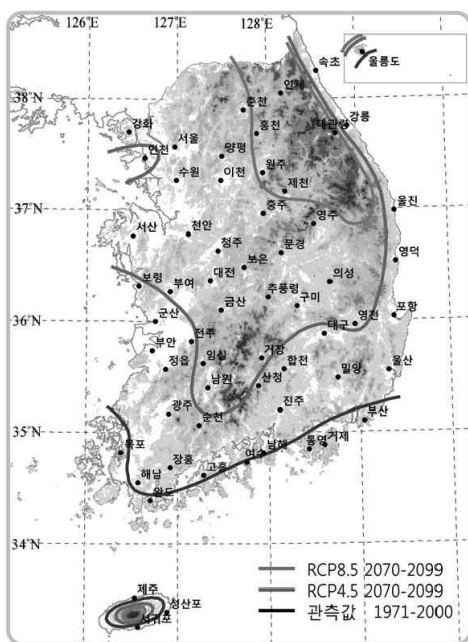 126°E 127°E 128°E 129°E
속초
울릉도
인제
38°N
춘천
강릉
강화
홍천
대관령
서울
인천
양평
원주
수원
이천
제천
37°N
충주
울진
영주
서산
천안
청주
문경
영덕
보은
보령
대전
의성
부여
추풍령
금산
구미
포항
군산
영천
36°N
대구
전주
부안
임실
거창
정읍
합천
울산
밀양
남원
산청
광주
진주
순천
부산
35°N
거제
목포
남해
통영
여수
장흥
고흥
해남
완도
34°N
RCP8.5 2070-2099
제주
RCP4.5 2070-2099
성산포
관측값 1971-2000
서귀포